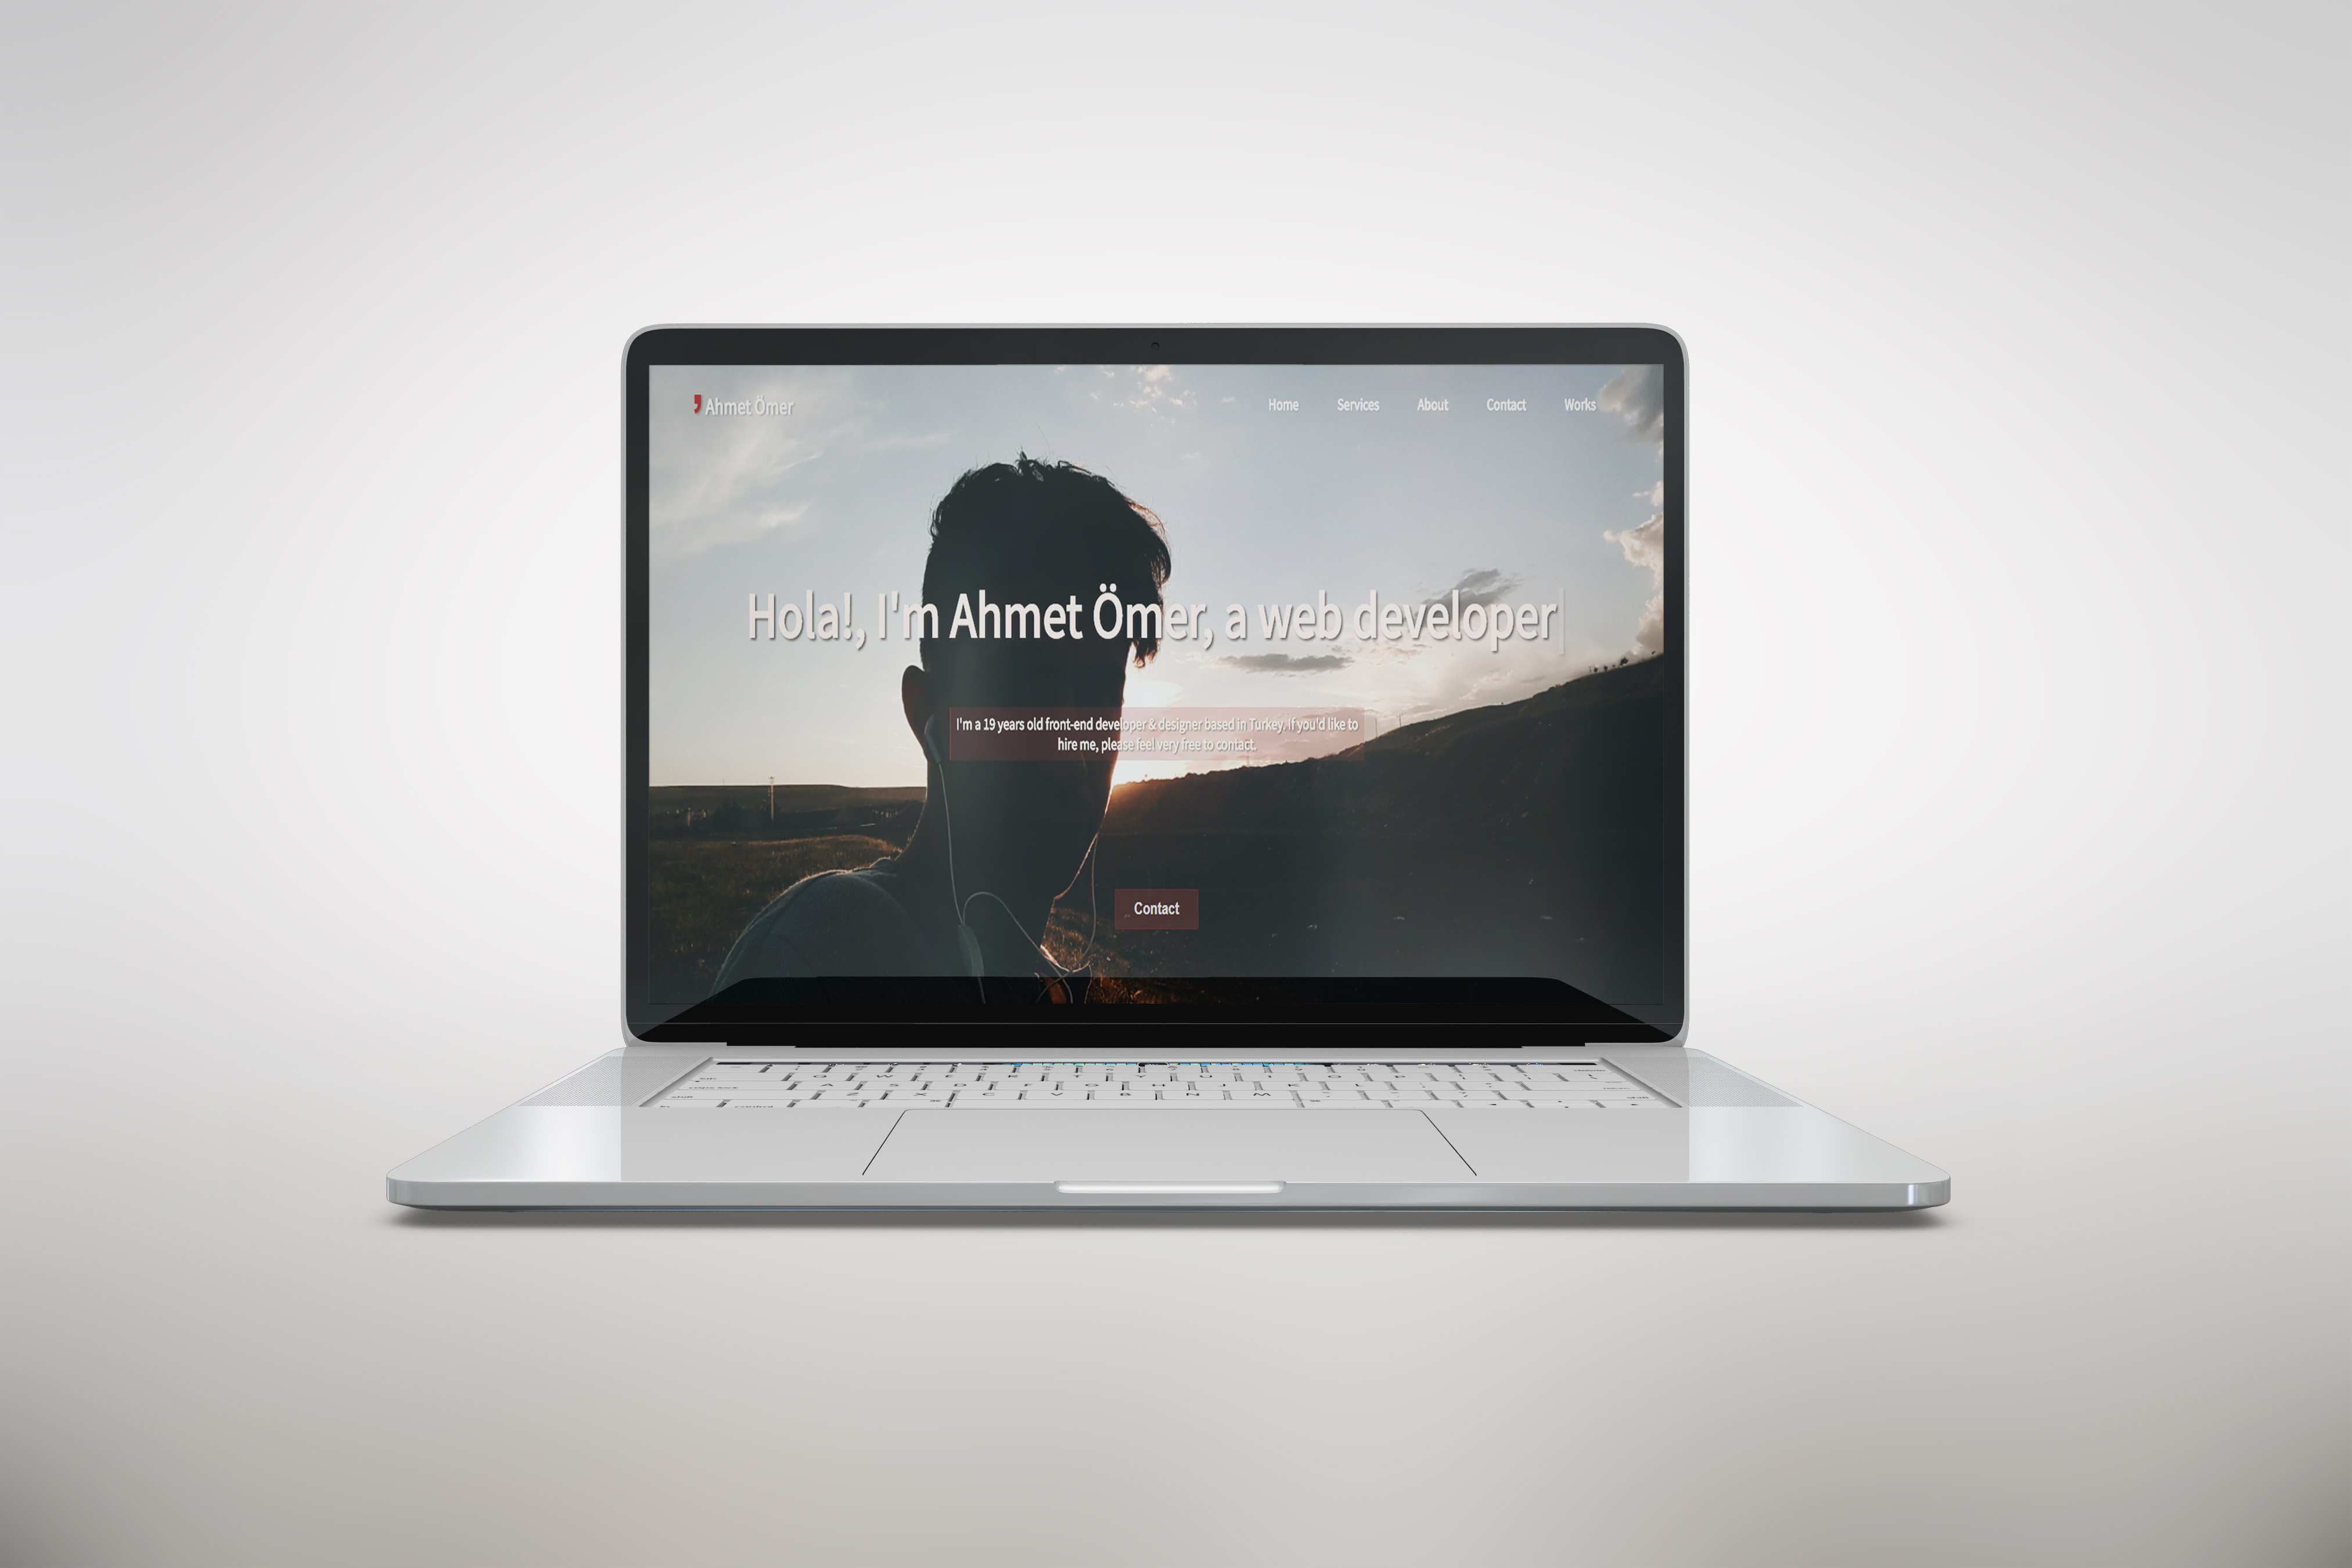 Ahmet Ömer
Home Services About Contact Works
Hola!, I'm Ahmet Ömer, a web developer
I'm a 19 years old front-end developer & designer based in Turkey. If you'd like to
hire me, please feel very free to contact.
Contact
Q W E R T Y U I O P
A S D F G H J K L
Z X C V B N M